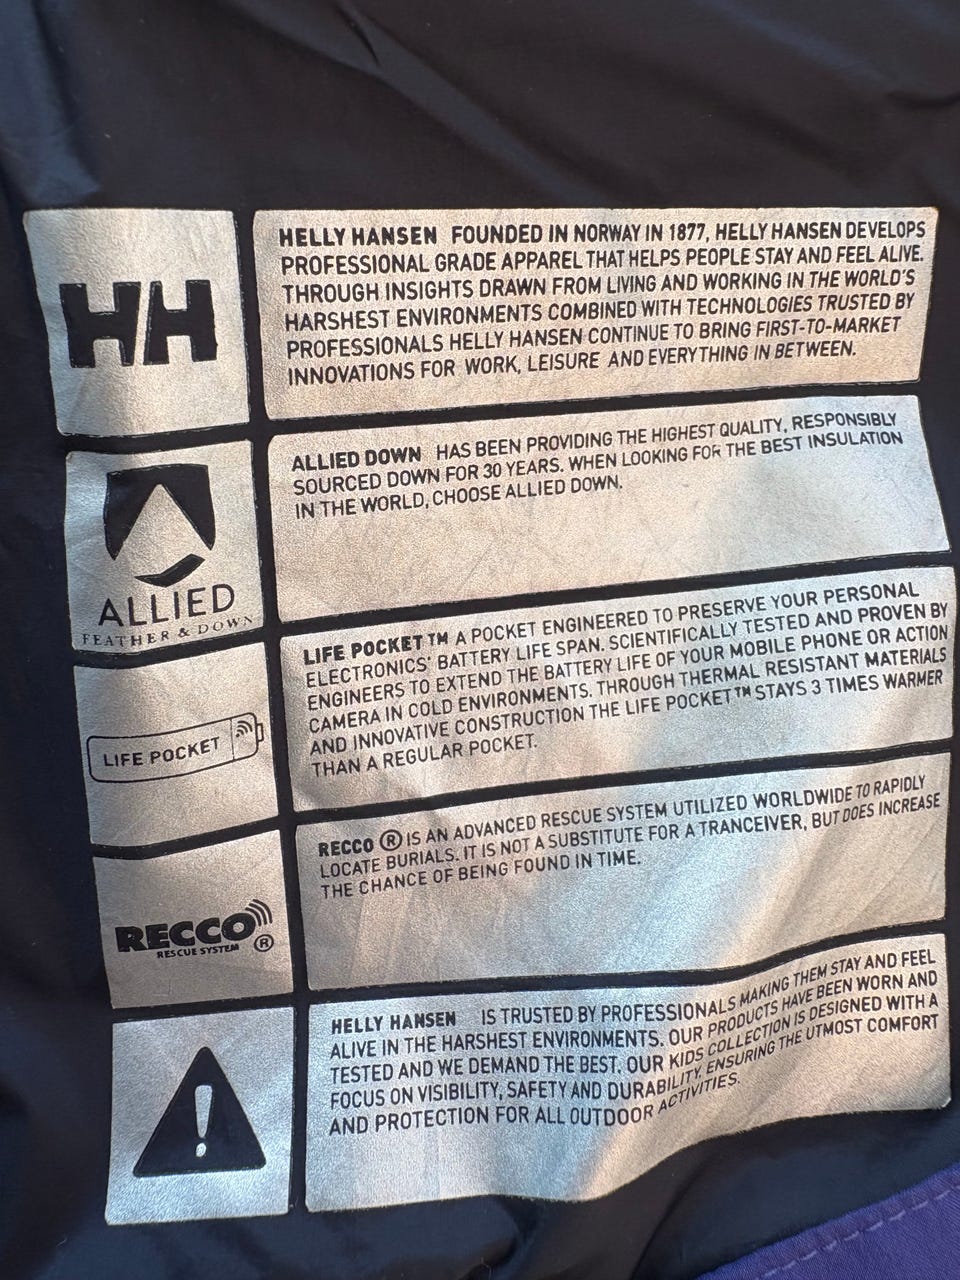 H/H
HELLY HANSEN FOUNDED IN NORWAY IN 1877, HELLY HANSEN DEVELOPS
PROFESSIONAL GRADE APPAREL THAT HELPS PEOPLE STAY AND FEEL ALIVE.
THROUGH INSIGHTS DRAWN FROM LIVING AND WORKING IN THE WORLD'S
HARSHEST ENVIRONMENTS COMBINED WITH TECHNOLOGIES TRUSTED BY
PROFESSIONALS HELLY HANSEN CONTINUE TO BRING FIRST-TO-MARKET
INNOVATIONS FOR WORK, LEISURE AND EVERYTHING IN BETWEEN.
ALLIED
FEATHER & DOWN
ALLIED DOWN HAS BEEN PROVIDING THE HIGHEST QUALITY, RESPONSIBLY
SOURCED DOWN FOR 30 YEARS. WHEN LOOKING FOR THE BEST INSULATION
IN THE WORLD, CHOOSE ALLIED DOWN.
LIFE POCKET
LIFE POCKET™ A POCKET ENGINEERED TO PRESERVE YOUR PERSONAL
ELECTRONICS' BATTERY LIFE SPAN. SCIENTIFICALLY TESTED AND PROVEN BY
ENGINEERS TO EXTEND THE BATTERY LIFE OF YOUR MOBILE PHONE OR ACTION
CAMERA IN COLD ENVIRONMENTS. THROUGH THERMAL RESISTANT MATERIALS
AND INNOVATIVE CONSTRUCTION THE LIFE POCKET™ STAYS 3 TIMES WARMER
THAN A REGULAR POCKET.
RECCO®
RESCUE SYSTEM
RECCO ® IS AN ADVANCED RESCUE SYSTEM UTILIZED WORLDWIDE TO RAPIDLY
LOCATE BURIALS. IT IS NOT A SUBSTITUTE FOR A TRANCEIVER, BUT DOES INCREASE
THE CHANCE OF BEING FOUND IN TIME.
!
HELLY HANSEN IS TRUSTED BY PROFESSIONALS MAKING THEM STAY AND FEEL
ALIVE IN THE HARSHEST ENVIRONMENTS. OUR PRODUCTS HAVE BEEN WORN AND
TESTED AND WE DEMAND THE BEST. OUR KIDS COLLECTION IS DESIGNED WITH A
FOCUS ON VISIBILITY, SAFETY AND DURABILITY, ENSURING THE UTMOST COMFORT
AND PROTECTION FOR ALL OUTDOOR ACTIVITIES.